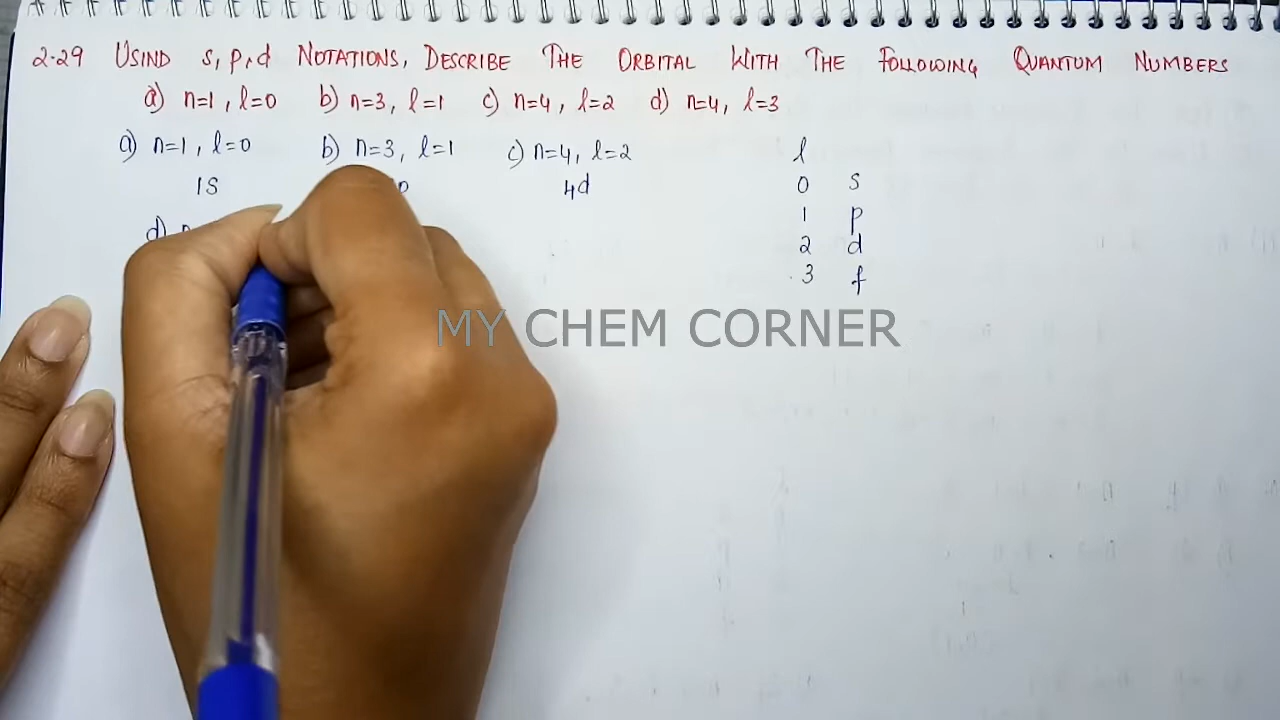 2.29 USIND s, p, d NOTATIONS, DESCRIBE THE ORBITAL WITH THE FOLLOWING QUANTUM NUMBERS
a) n=1, l=0 b) n=3, l=1 c) n=4, l=2 d) n=4, l=3
a) n=1, l=0 b) n=3, l=1 c) n=4, l=2 l
1s p 4d 0 s
1 p
d) 2 d
3 f
MY CHEM CORNER